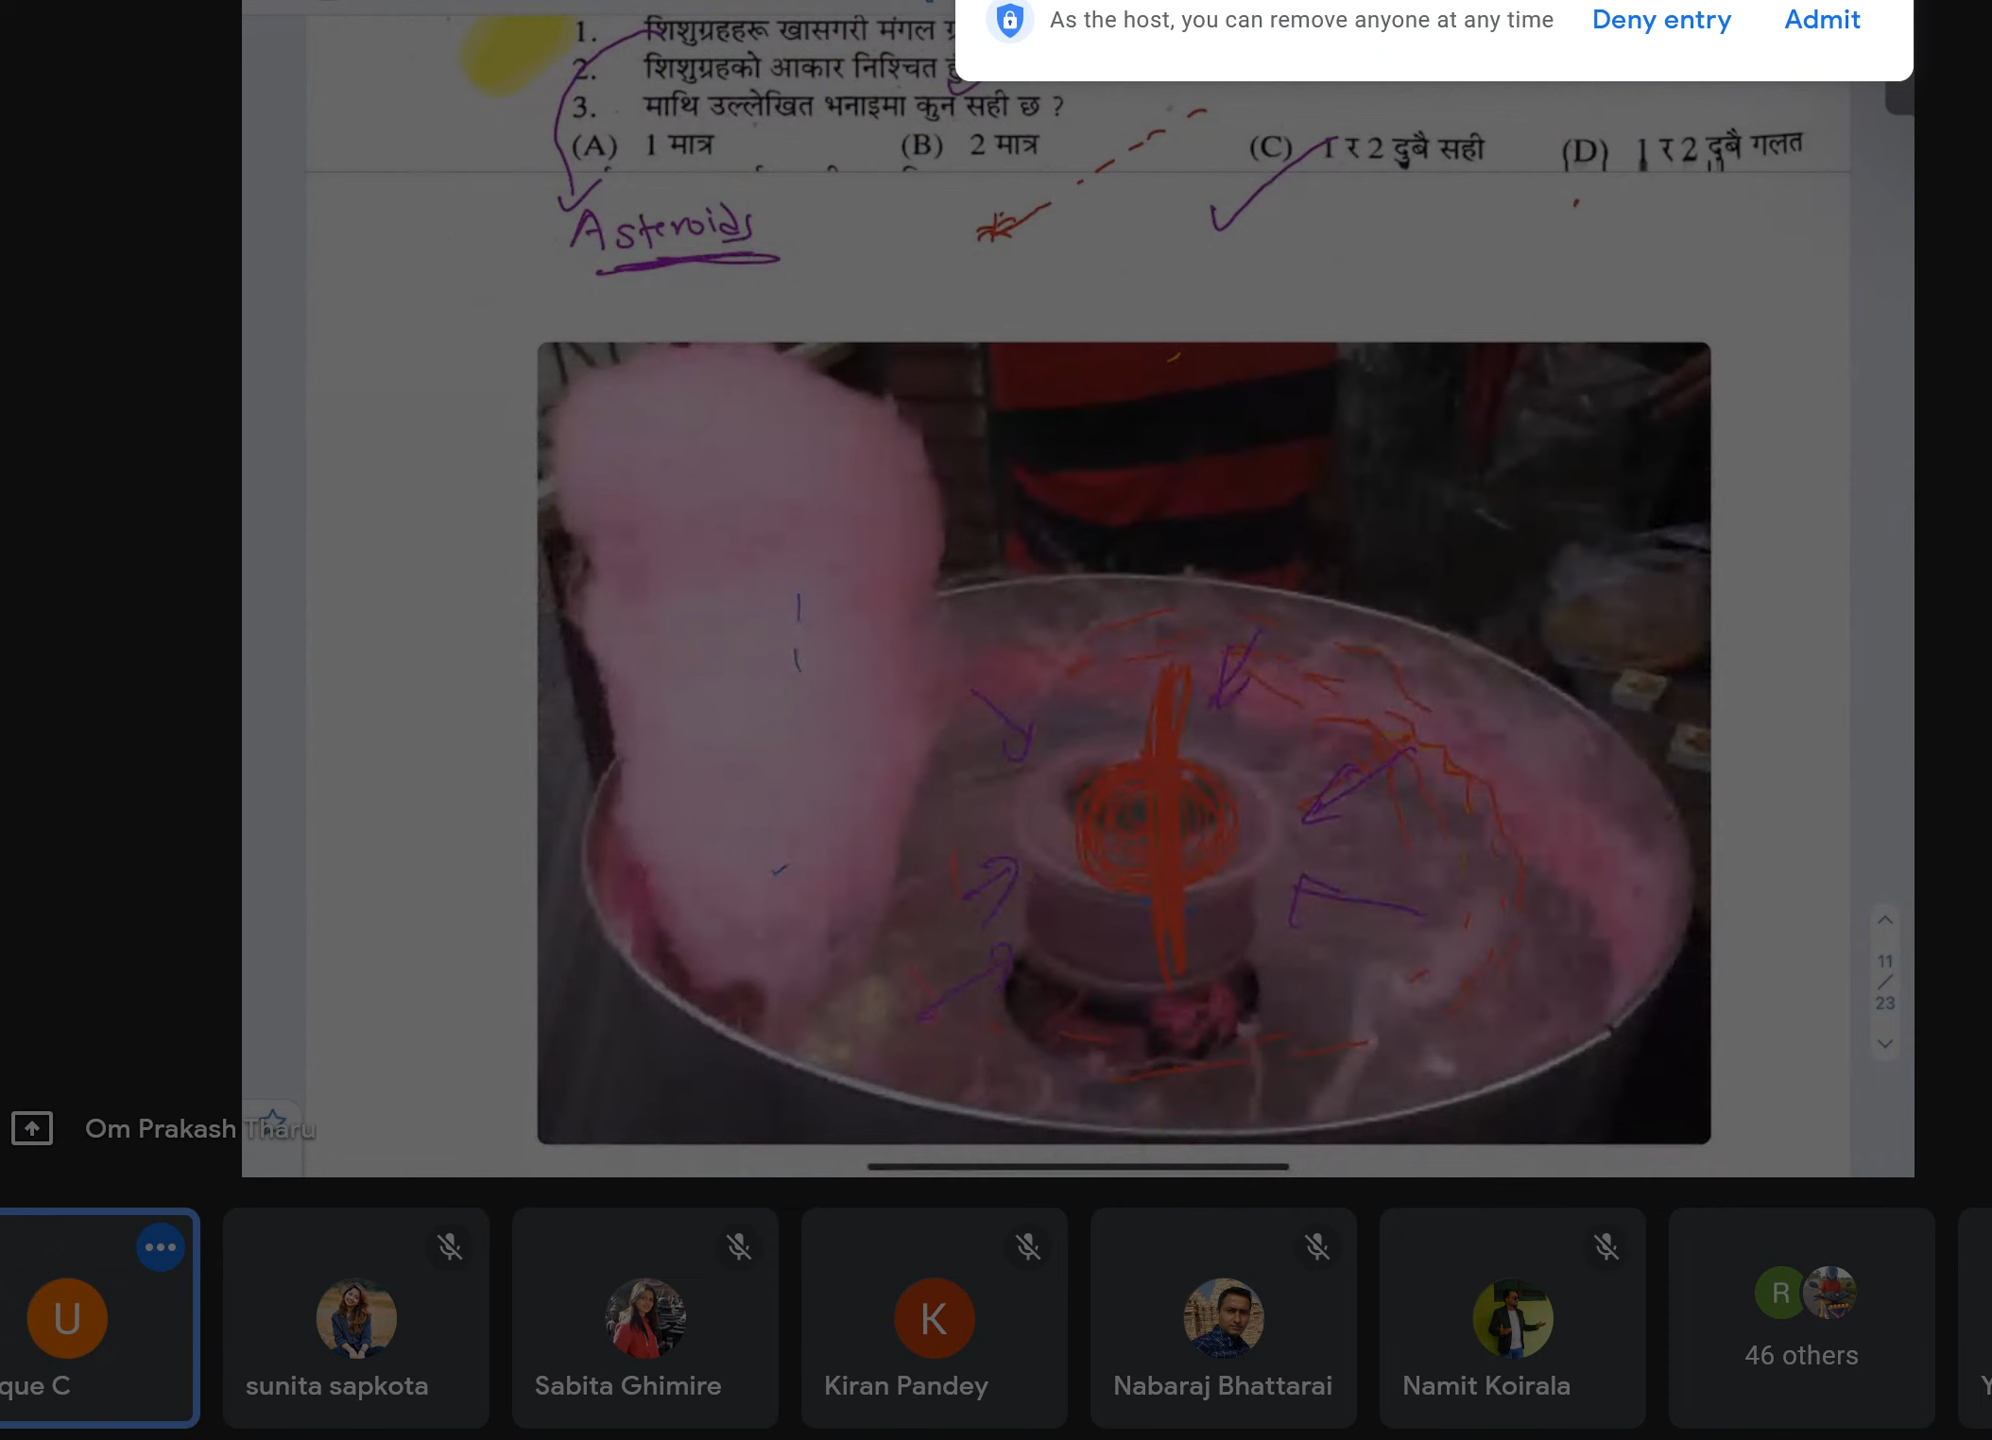 As the host, you can remove anyone at any time Deny entry Admit
1. शिशुग्रहहरू खासगरी मंगल
2. शिशुग्रहको आकार निश्चित
3. माथि उल्लेखित भनाइमा कुन सही छ ?
(A) 1 मात्र (B) 2 मात्र (C) 1 र 2 दुबै सही (D) 1 र 2 दुबै गलत
Asteroids
11
/
23
Om Prakash Tharu
U
K
R
46 others
que C sunita sapkota Sabita Ghimire Kiran Pandey Nabaraj Bhattarai Namit Koirala Y